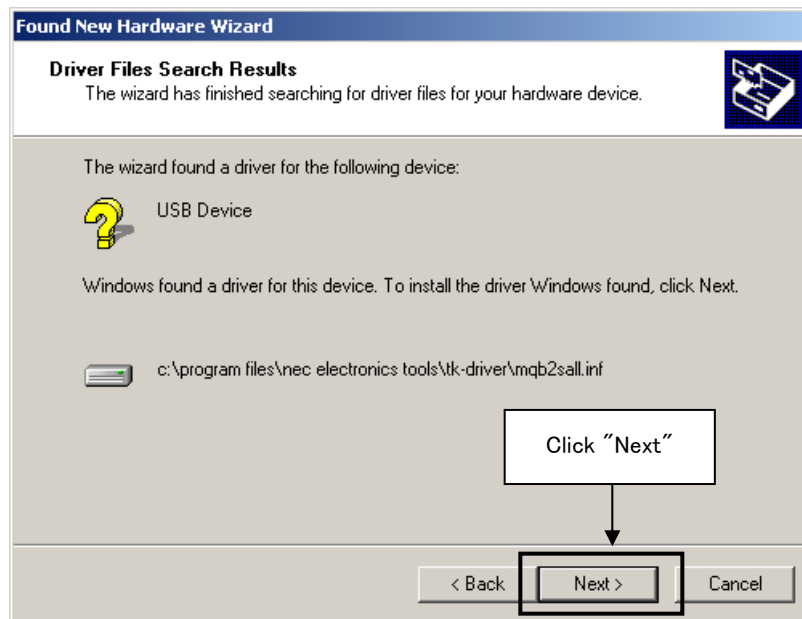 Found New Hardware Wizard
Driver Files Search Results
The wizard has finished searching for driver files for your hardware device.
The wizard found a driver for the following device:
USB Device
Windows found a driver for this device. To install the driver Windows found, click Next.
c:\program files\nec electronics tools\tk-driver\mqb2sall.inf
Click "Next"
< Back
Next >
Cancel